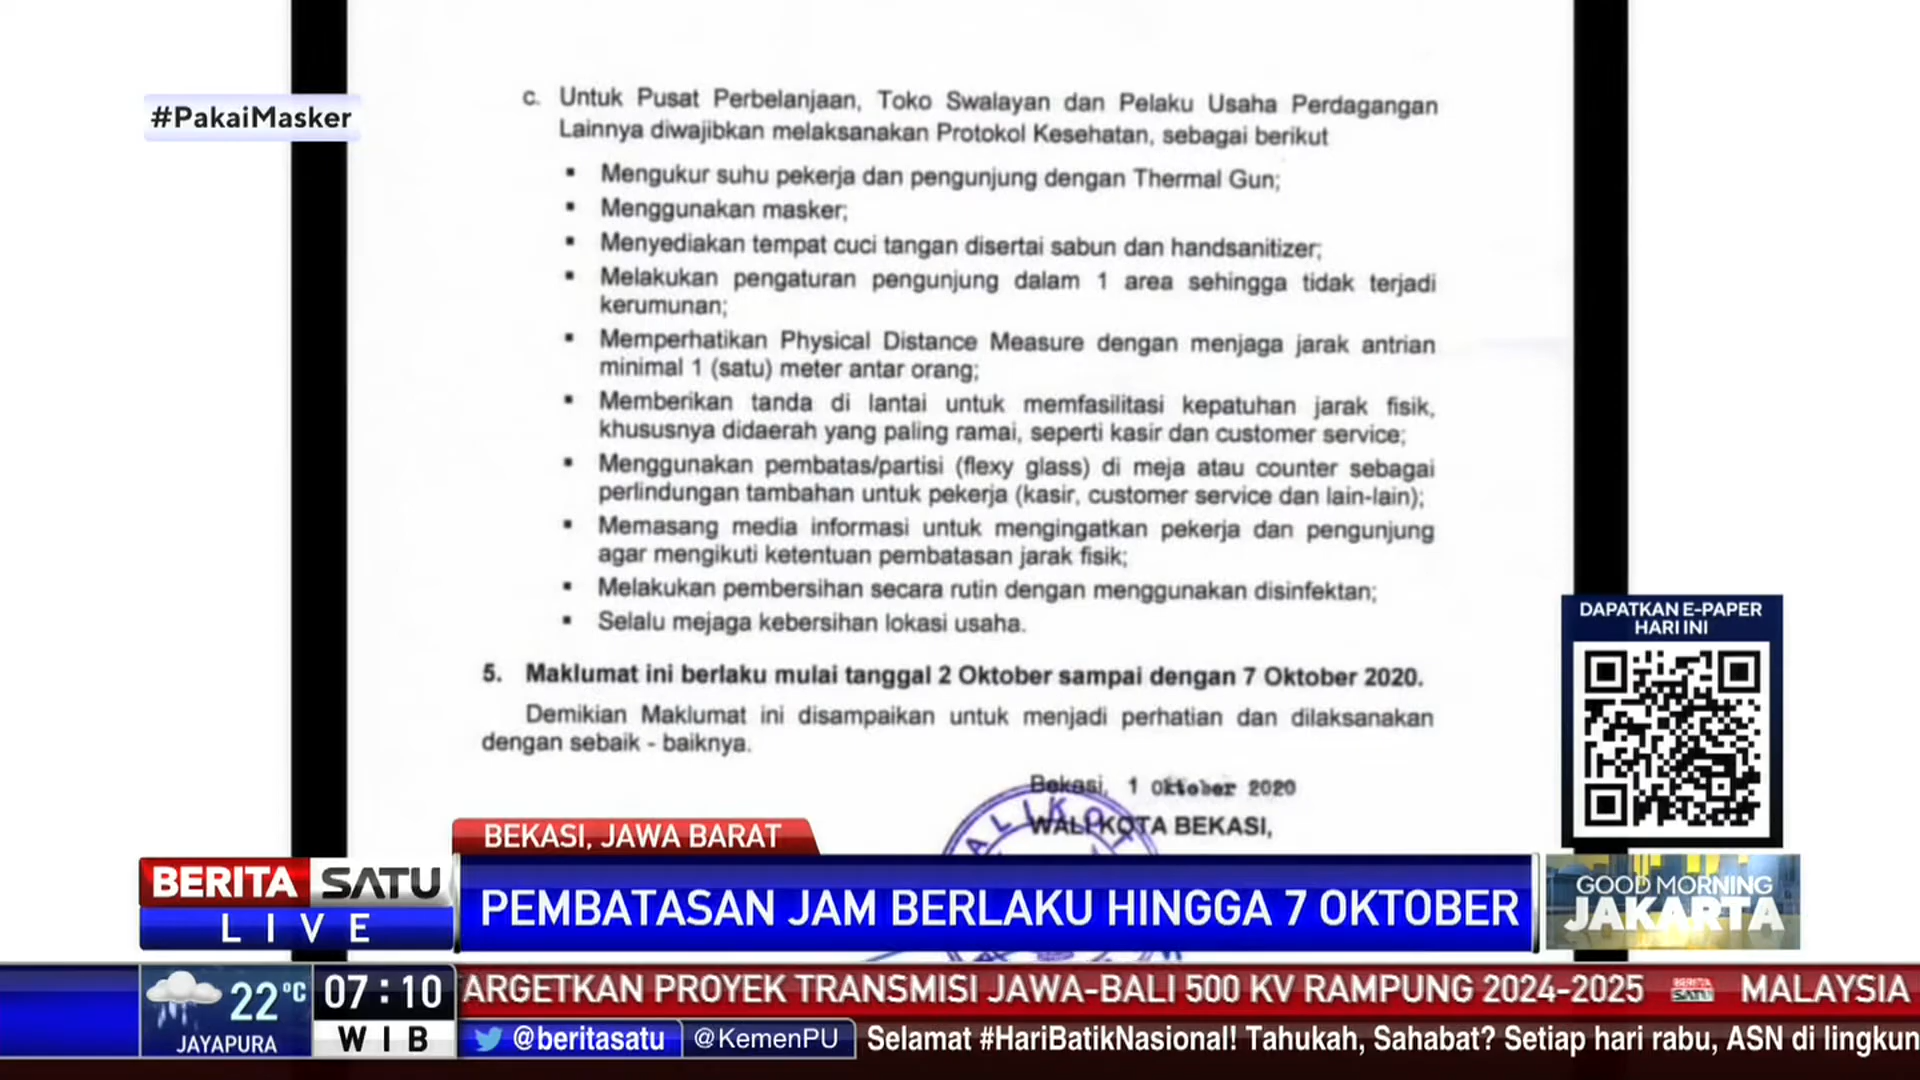 #PakaiMasker
c. Untuk Pusat Perbelanjaan, Toko Swalayan dan Pelaku Usaha Perdagangan
Lainnya diwajibkan melaksanakan Protokol Kesehatan, sebagai berikut
▪ Mengukur suhu pekerja dan pengunjung dengan Thermal Gun;
▪ Menggunakan masker;
▪ Menyediakan tempat cuci tangan disertai sabun dan handsanitizer;
▪ Melakukan pengaturan pengunjung dalam 1 area sehingga tidak terjadi
kerumunan;
▪ Memperhatikan Physical Distance Measure dengan menjaga jarak antrian
minimal 1 (satu) meter antar orang;
▪ Memberikan tanda di lantai untuk memfasilitasi kepatuhan jarak fisik,
khususnya didaerah yang paling ramai, seperti kasir dan customer service;
▪ Menggunakan pembatas/partisi (flexy glass) di meja atau counter sebagai
perlindungan tambahan untuk pekerja (kasir, customer service dan lain-lain);
▪ Memasang media informasi untuk mengingatkan pekerja dan pengunjung
agar mengikuti ketentuan pembatasan jarak fisik;
▪ Melakukan pembersihan secara rutin dengan menggunakan disinfektan;
▪ Selalu mejaga kebersihan lokasi usaha.
5. Maklumat ini berlaku mulai tanggal 2 Oktober sampai dengan 7 Oktober 2020.
Demikian Maklumat ini disampaikan untuk menjadi perhatian dan dilaksanakan
dengan sebaik - baiknya.
Bekasi, 1 Oktober 2020
WALI KOTA BEKASI,
ALIKOT
DAPATKAN E-PAPER
HARI INI
BEKASI, JAWA BARAT
BERITA SATU
LIVE
PEMBATASAN JAM BERLAKU HINGGA 7 OKTOBER
GOOD MORNING
JAKARTA
22°C
JAYAPURA
07:10
WIB
ARGETKAN PROYEK TRANSMISI JAWA-BALI 500 KV RAMPUNG 2024-2025 BERITA SATU MALAYSIA
@beritasatu @KemenPU Selamat #HariBatikNasional! Tahukah, Sahabat? Setiap hari rabu, ASN di lingkun